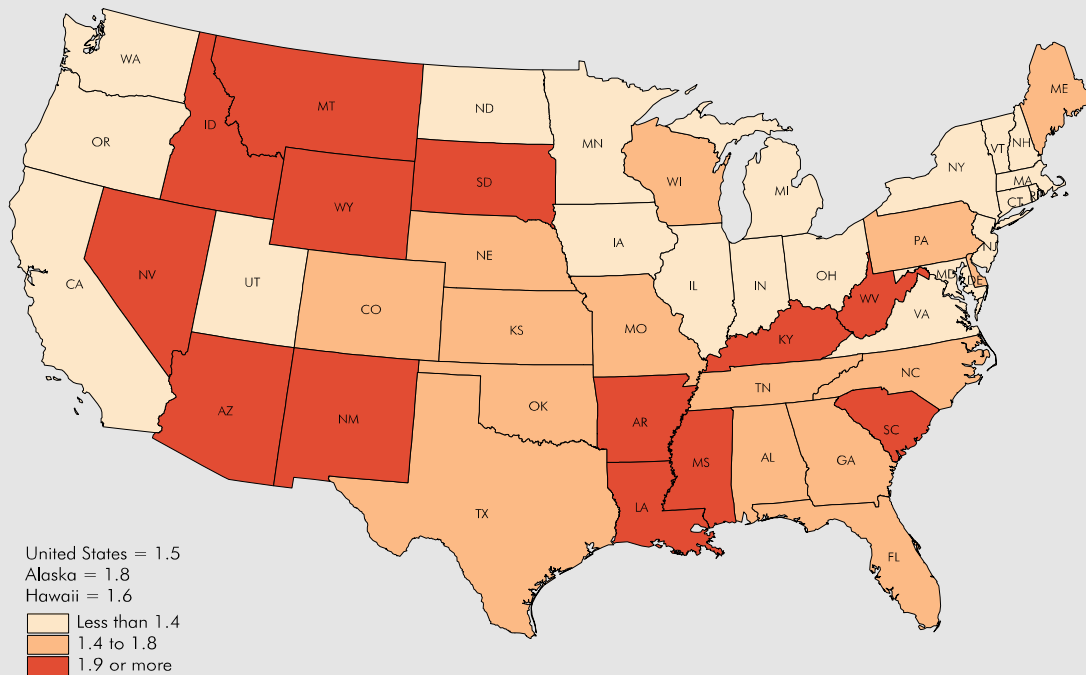 WA
MT
ND
MN
ME
ID
OR
SD
WI
MI
NY
VT
NH
MA
CT
RI
WY
NE
IA
PA
NJ
NV
UT
CO
IL
IN
OH
MD
DE
CA
KS
MO
WV
VA
KY
AZ
NM
OK
AR
TN
NC
SC
TX
LA
MS
AL
GA
FL
United States = 1.5
Alaska = 1.8
Hawaii = 1.6
Less than 1.4
1.4 to 1.8
1.9 or more